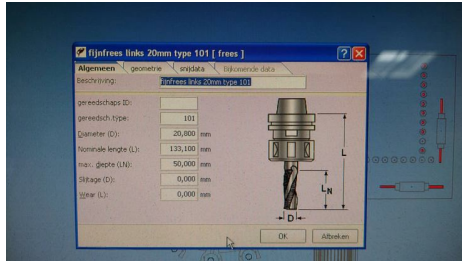 fijnfrees links 20mm type 101 [ frees ]
Algemeen geometrie snijdata Bijkomende data
Beschrijving: fijnfrees links 20mm type 101
gereedschaps ID:
gereedsch.type: 101
Diameter (D): 20,800 mm
Nominale lengte (L): 133,100 mm
max. diepte (LN): 50,000 mm
Slijtage (D): 0,000 mm
Wear (L): 0,000 mm
L
LN
D
OK Afbreken